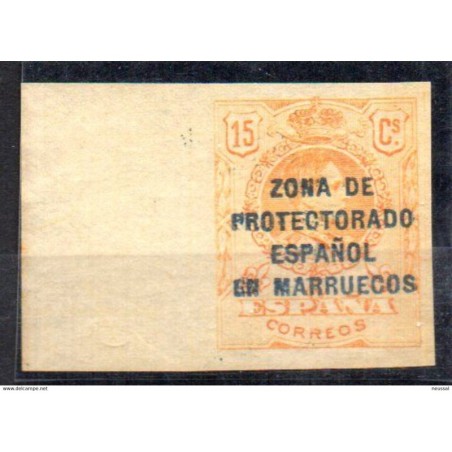 15 Cs.
ZONA DE
PROTECTORADO
ESPAÑOL
EN MARRUECOS
ESPAÑA
CORREOS